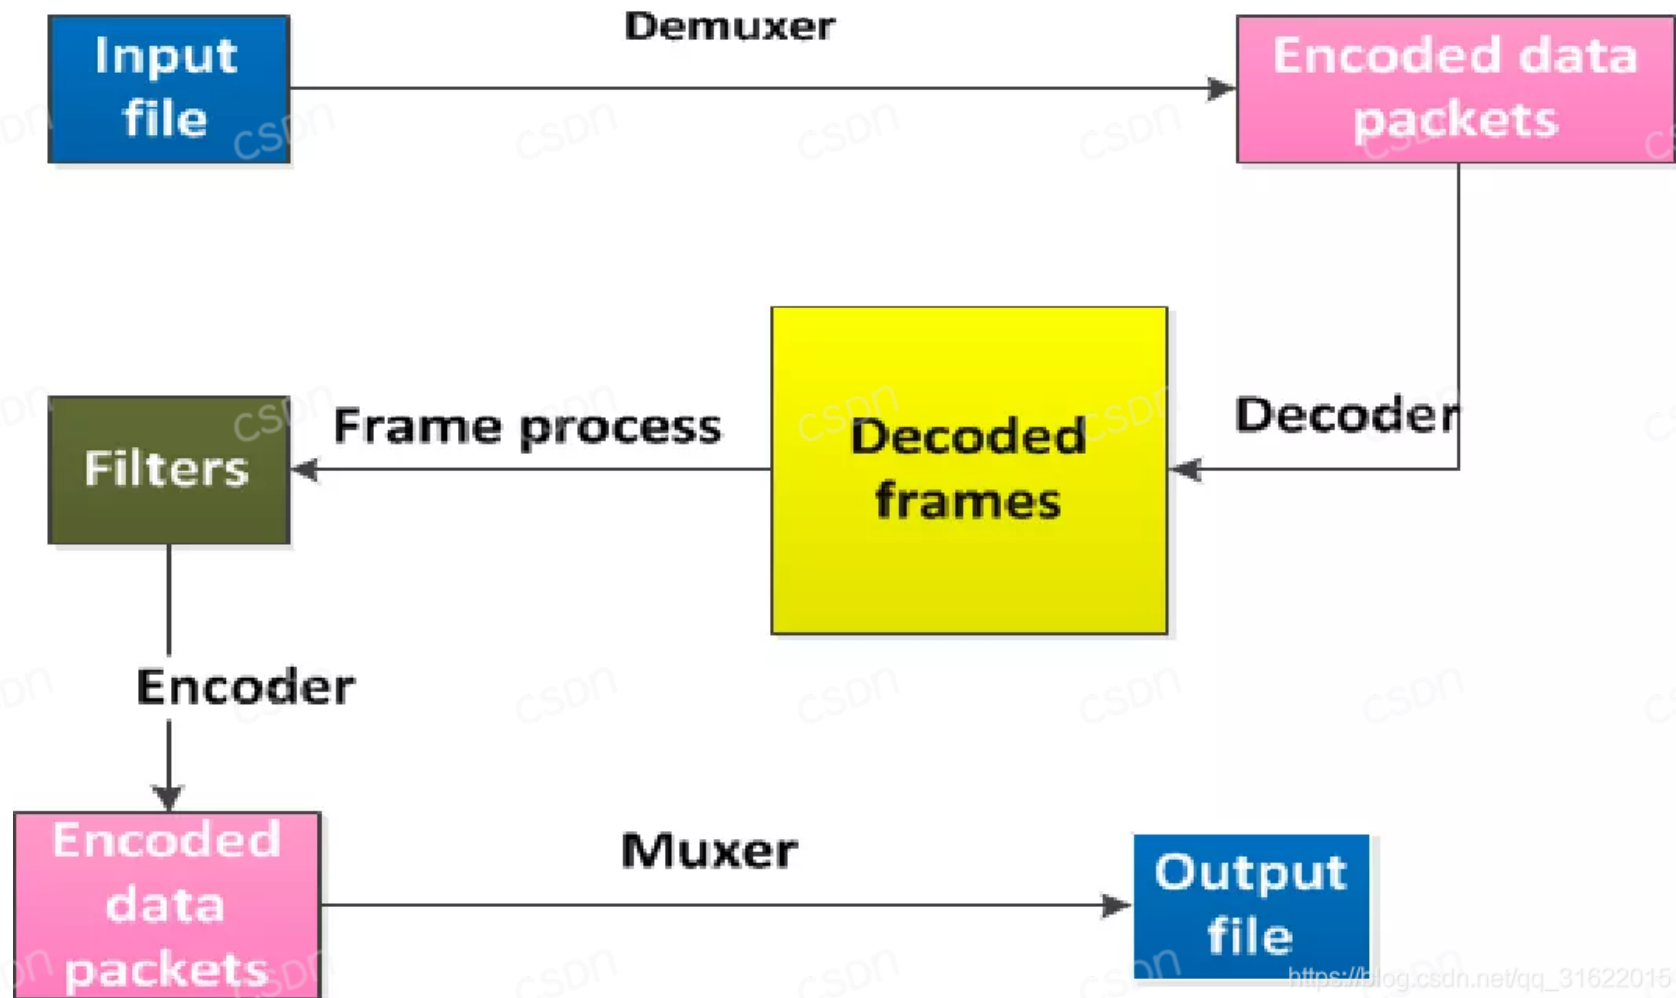 Demuxer
Input
file
Encoded data
packets
Decoder
Decoded
frames
Frame process
Filters
Encoder
Encoded
data
packets
Muxer
Output
file
CSDN
https://blog.csdn.net/qq_31622015